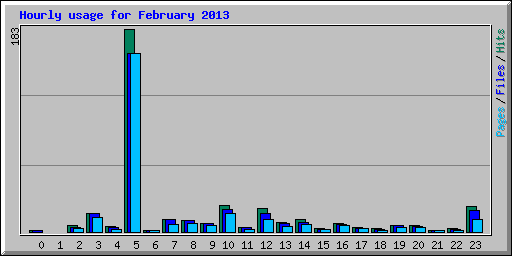 Hourly usage for February 2013
183
Pages/Files/Hits
0 1 2 3 4 5 6 7 8 9 10 11 12 13 14 15 16 17 18 19 20 21 22 23